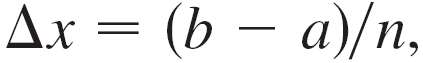 Δx = (b − a)/n,